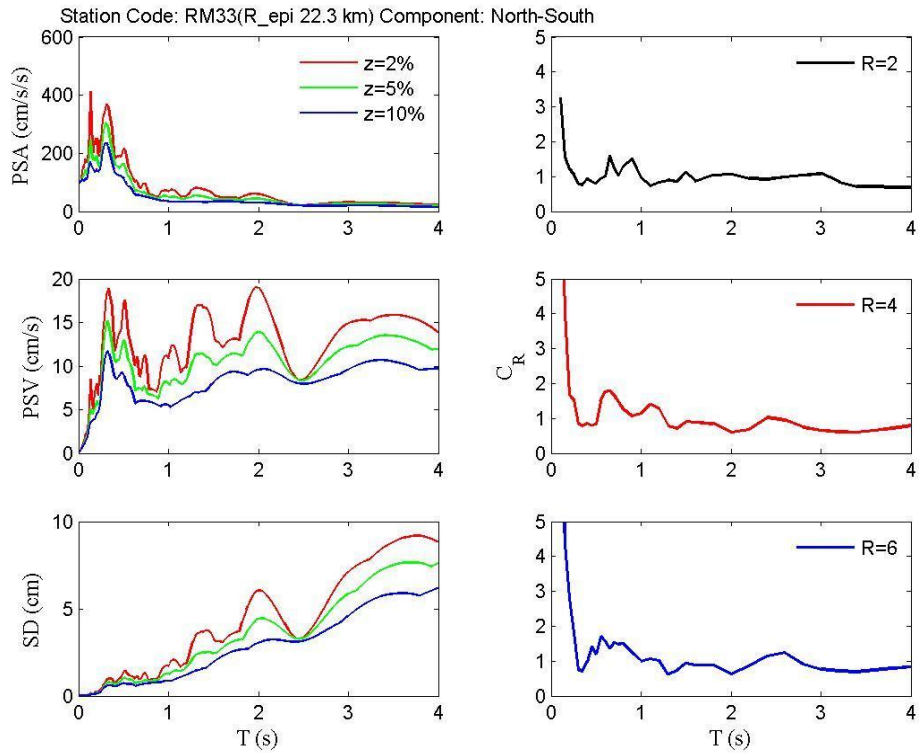 Station Code: RM33(R_epi 22.3 km) Component: North-South
600
400
200
0
PSA (cm/s/s)
z=2%
z=5%
z=10%
0 1 2 3 4
5
4
3
2
1
0
R=2
0 1 2 3 4
20
15
10
5
0
PSV (cm/s)
0 1 2 3 4
5
4
3
2
1
0
C_R
R=4
0 1 2 3 4
10
5
0
SD (cm)
0 1 2 3 4
T (s)
5
4
3
2
1
0
R=6
0 1 2 3 4
T (s)